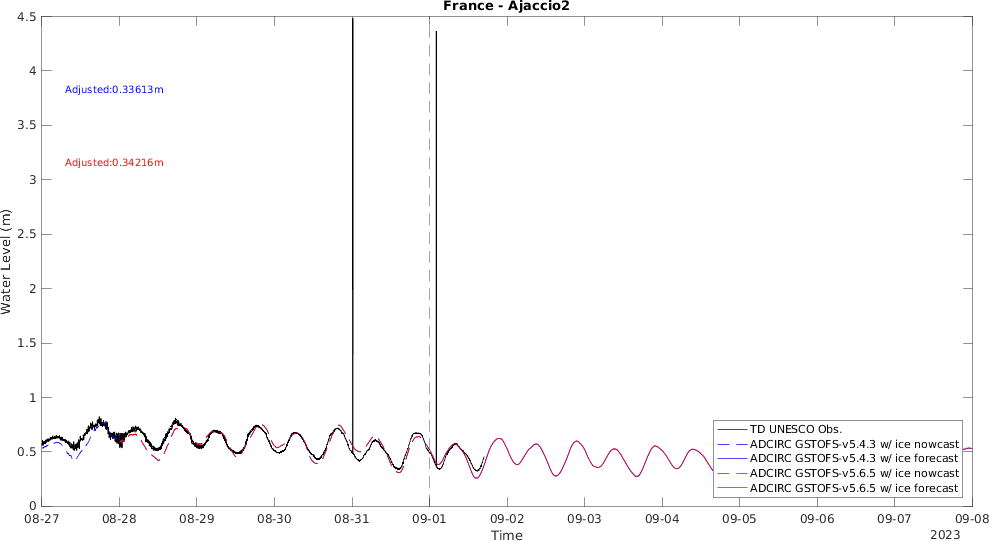 France - Ajaccio2
4.5
4
3.5
3
2.5
2
1.5
1
0.5
0
Water Level (m)
Adjusted:0.33613m
Adjusted:0.34216m
TD UNESCO Obs.
ADCIRC GSTOFS-v5.4.3 w/ ice nowcast
ADCIRC GSTOFS-v5.4.3 w/ ice forecast
ADCIRC GSTOFS-v5.6.5 w/ ice nowcast
ADCIRC GSTOFS-v5.6.5 w/ ice forecast
08-27 08-28 08-29 08-30 08-31 09-01 09-02 09-03 09-04 09-05 09-06 09-07 09-08
Time
2023